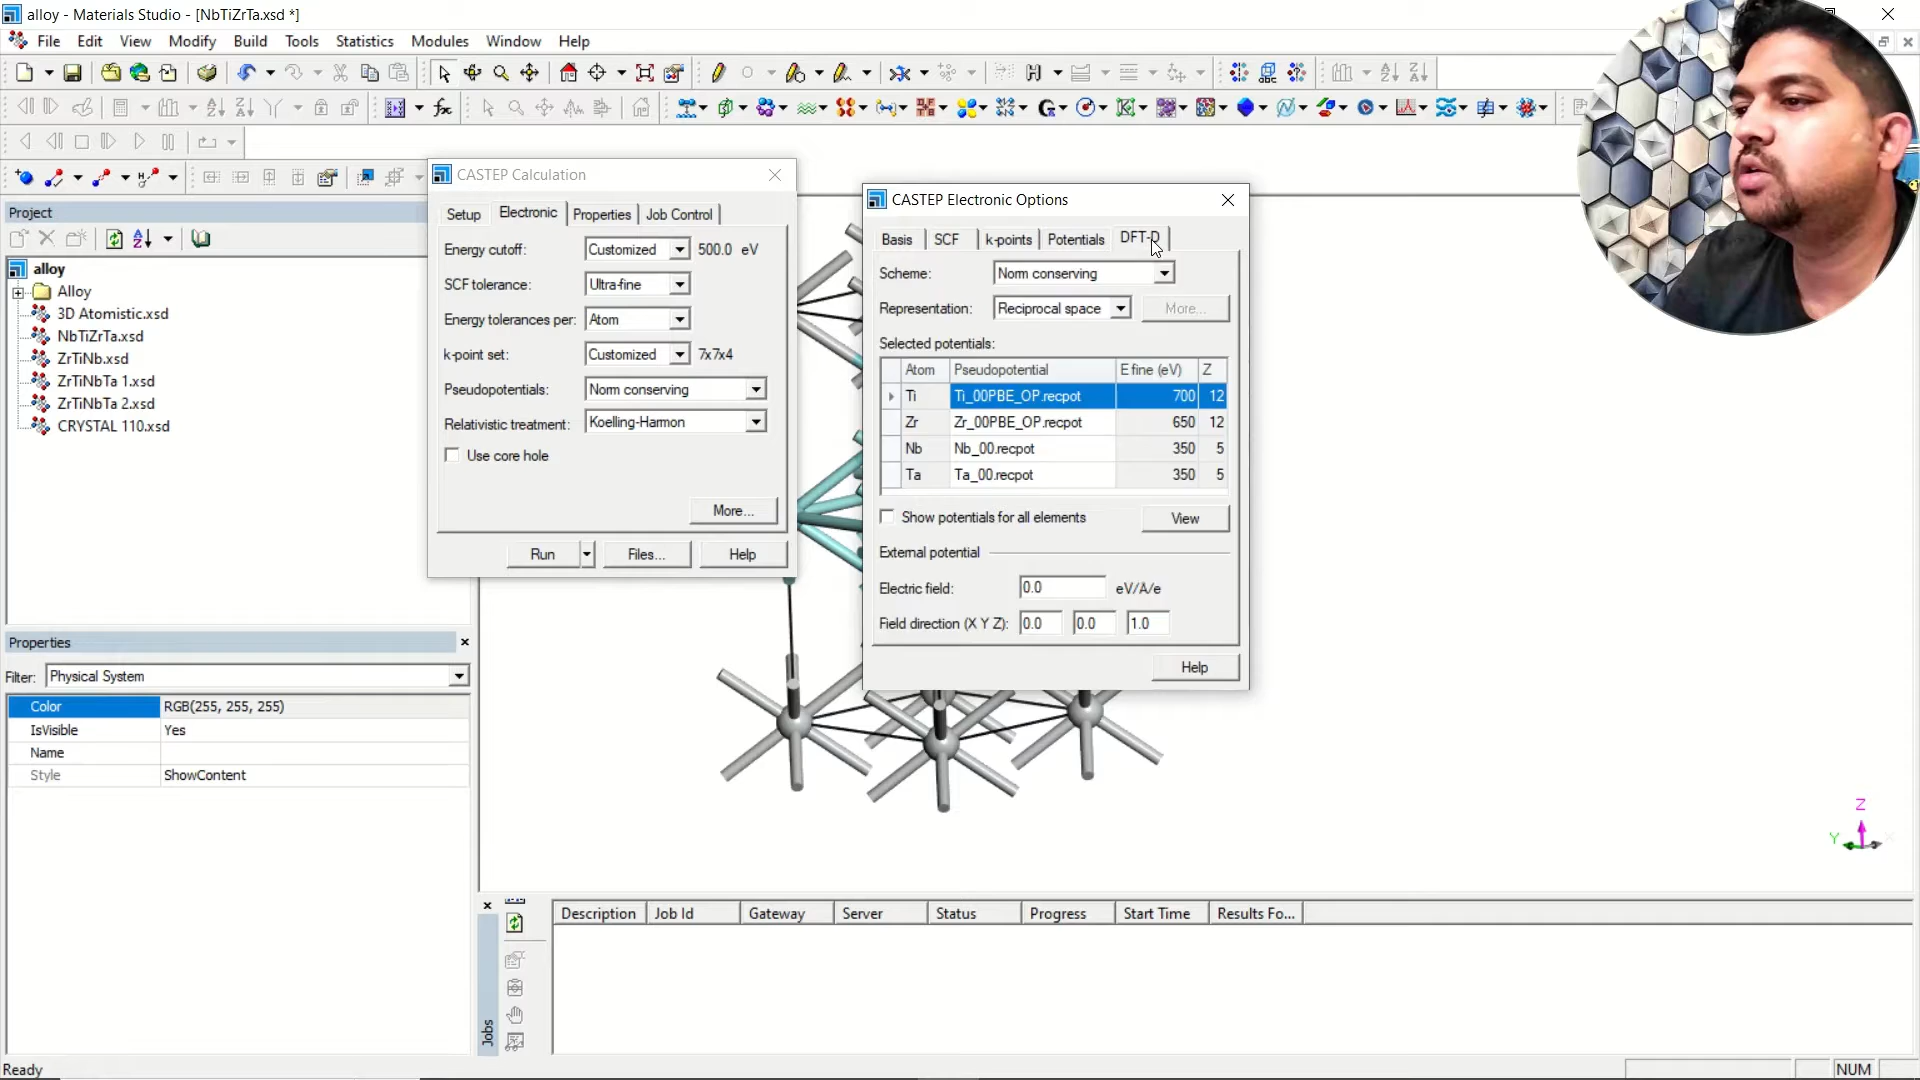 alloy - Materials Studio - [NbTiZrTa.xsd *]
File Edit View Modify Build Tools Statistics Modules Window Help
Project
alloy
Alloy
3D Atomistic.xsd
NbTiZrTa.xsd
ZrTiNb.xsd
ZrTiNbTa 1.xsd
ZrTiNbTa 2.xsd
CRYSTAL 110.xsd
Properties
Filter: Physical System
Color RGB(255, 255, 255)
IsVisible Yes
Name
Style ShowContent
CASTEP Calculation
Setup Electronic Properties Job Control
Energy cutoff: Customized 500.0 eV
SCF tolerance: Ultra-fine
Energy tolerances per: Atom
k-point set: Customized 7x7x4
Pseudopotentials: Norm conserving
Relativistic treatment: Koelling-Harmon
Use core hole
More...
Run Files... Help
CASTEP Electronic Options
Basis SCF k-points Potentials DFT-D
Scheme: Norm conserving
Representation: Reciprocal space More...
Selected potentials:
Atom Pseudopotential E fine (eV) Z
Ti Ti_00PBE_OP.recpot 700 12
Zr Zr_00PBE_OP.recpot 650 12
Nb Nb_00.recpot 350 5
Ta Ta_00.recpot 350 5
Show potentials for all elements View
External potential
Electric field: 0.0 eV/Å/e
Field direction (X Y Z): 0.0 0.0 1.0
Help
Z
Y
Jobs
Description Job Id Gateway Server Status Progress Start Time Results Fo...
Ready
NUM